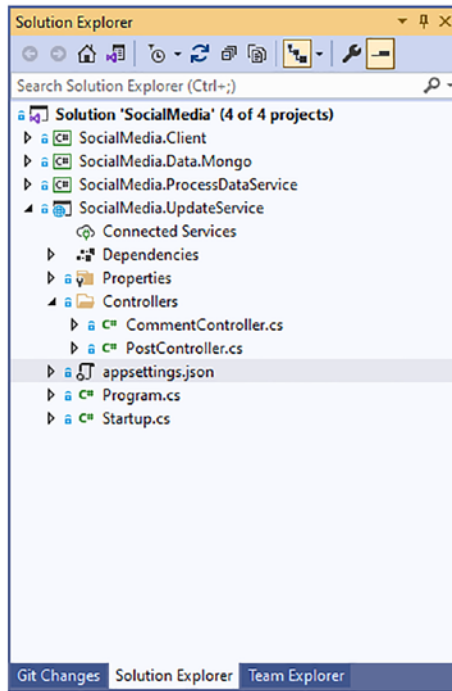 Solution Explorer
Search Solution Explorer (Ctrl+;)
Solution 'SocialMedia' (4 of 4 projects)
C# SocialMedia.Client
C# SocialMedia.Data.Mongo
C# SocialMedia.ProcessDataService
SocialMedia.UpdateService
Connected Services
Dependencies
Properties
Controllers
C# CommentController.cs
C# PostController.cs
appsettings.json
C# Program.cs
C# Startup.cs
Git Changes Solution Explorer Team Explorer